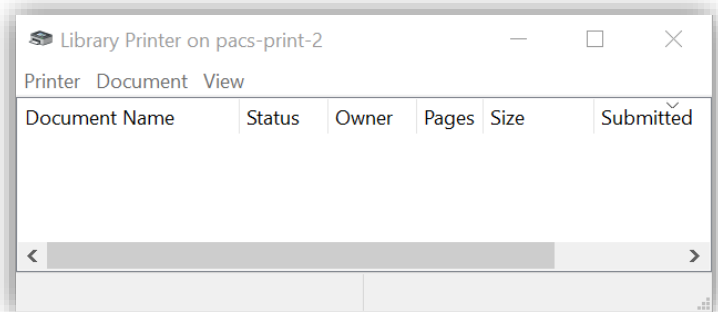 Library Printer on pacs-print-2
Printer Document View
Document Name Status Owner Pages Size Submitted